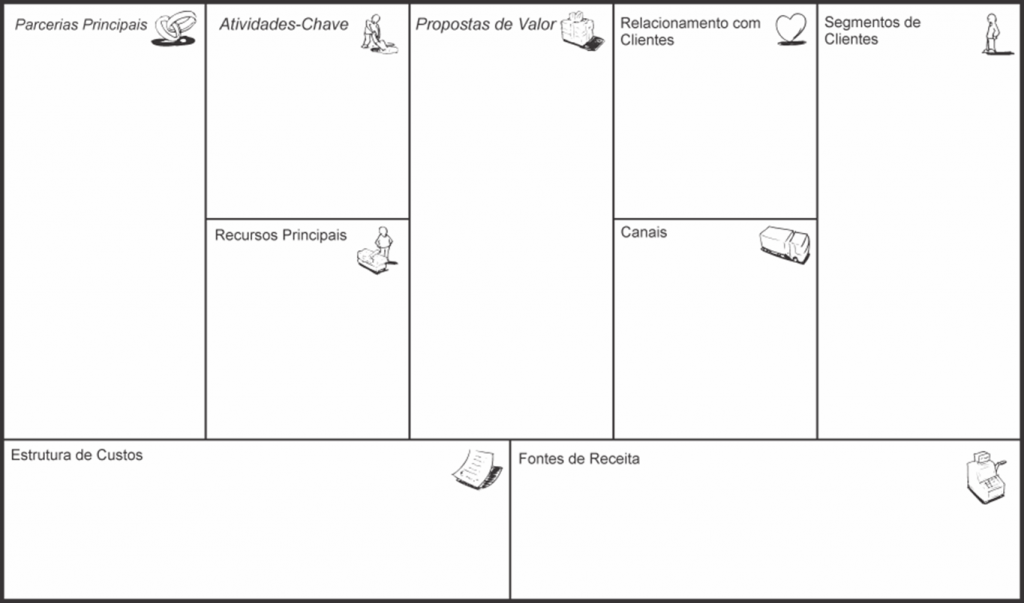 Parcerias Principais
Atividades-Chave
Propostas de Valor
Relacionamento com
Clientes
Segmentos de
Clientes
Recursos Principais
Canais
Estrutura de Custos
Fontes de Receita